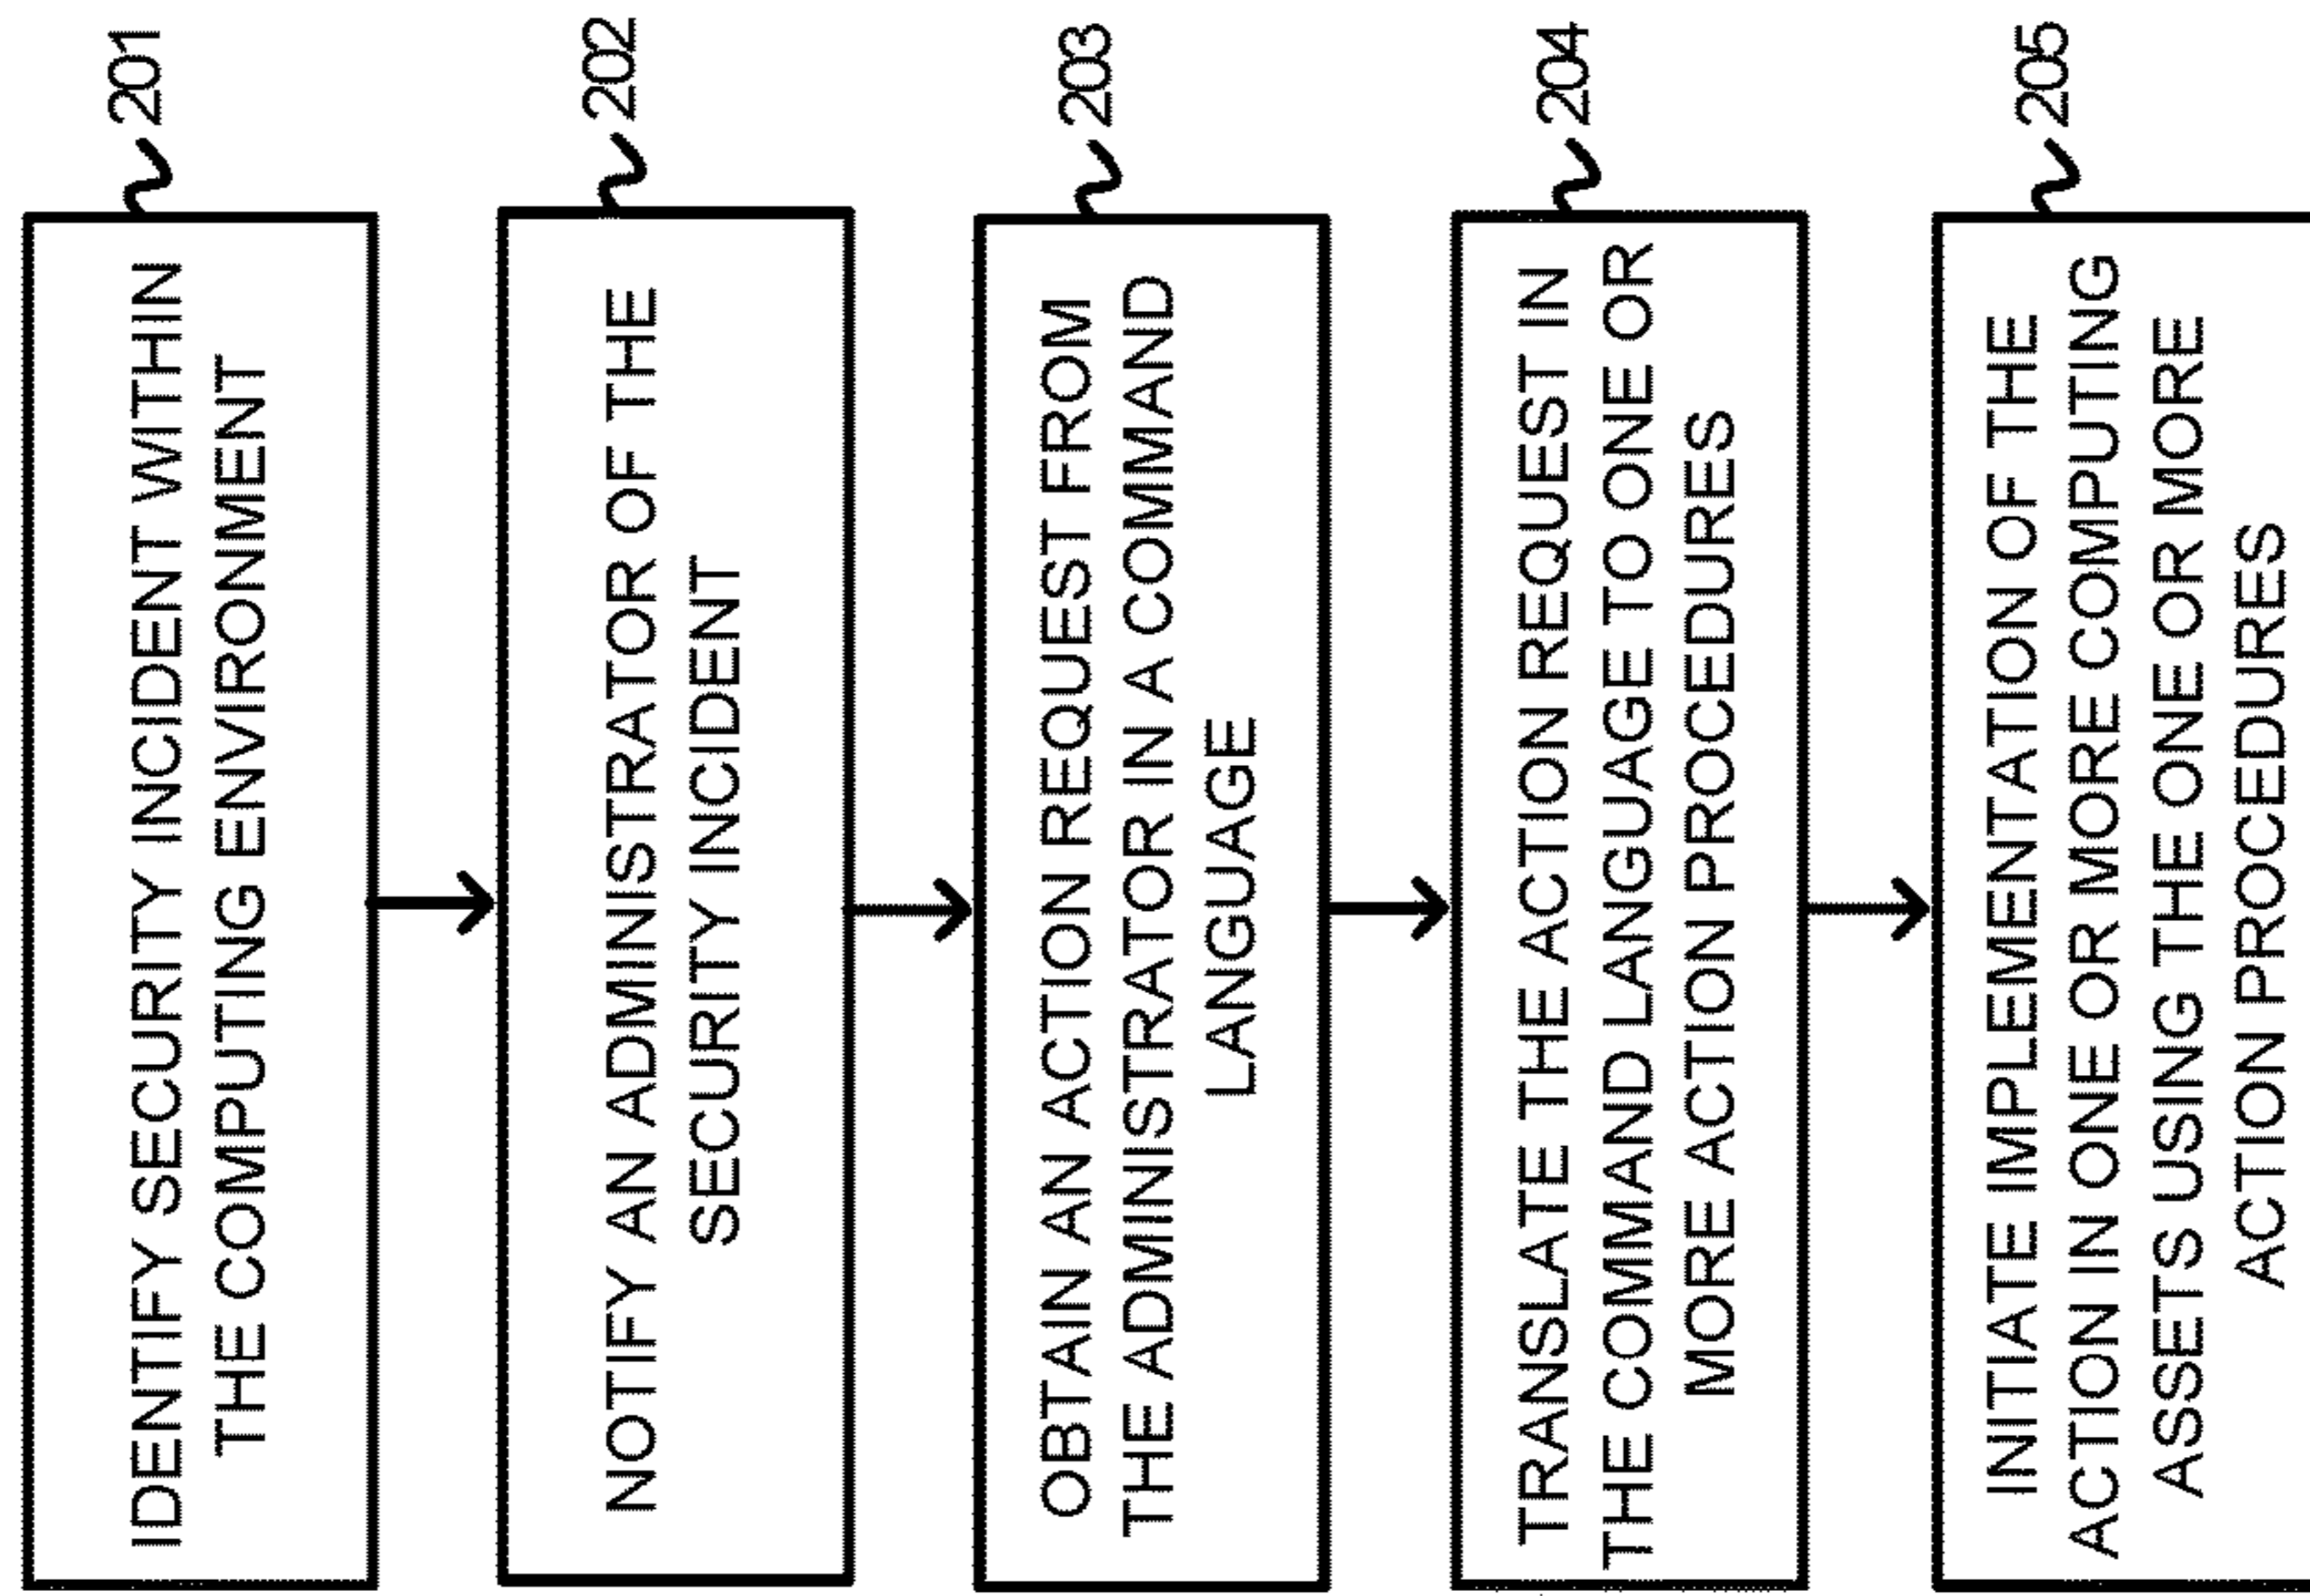 201
IDENTIFY SECURITY INCIDENT WITHIN
THE COMPUTING ENVIRONMENT
202
NOTIFY AN ADMINISTRATOR OF THE
SECURITY INCIDENT
203
OBTAIN AN ACTION REQUEST FROM
THE ADMINISTRATOR IN A COMMAND
LANGUAGE
204
TRANSLATE THE ACTION REQUEST IN
THE COMMAND LANGUAGE TO ONE OR
MORE ACTION PROCEDURES
205
INITIATE IMPLEMENTATION OF THE
ACTION IN ONE OR MORE COMPUTING
ASSETS USING THE ONE OR MORE
ACTION PROCEDURES